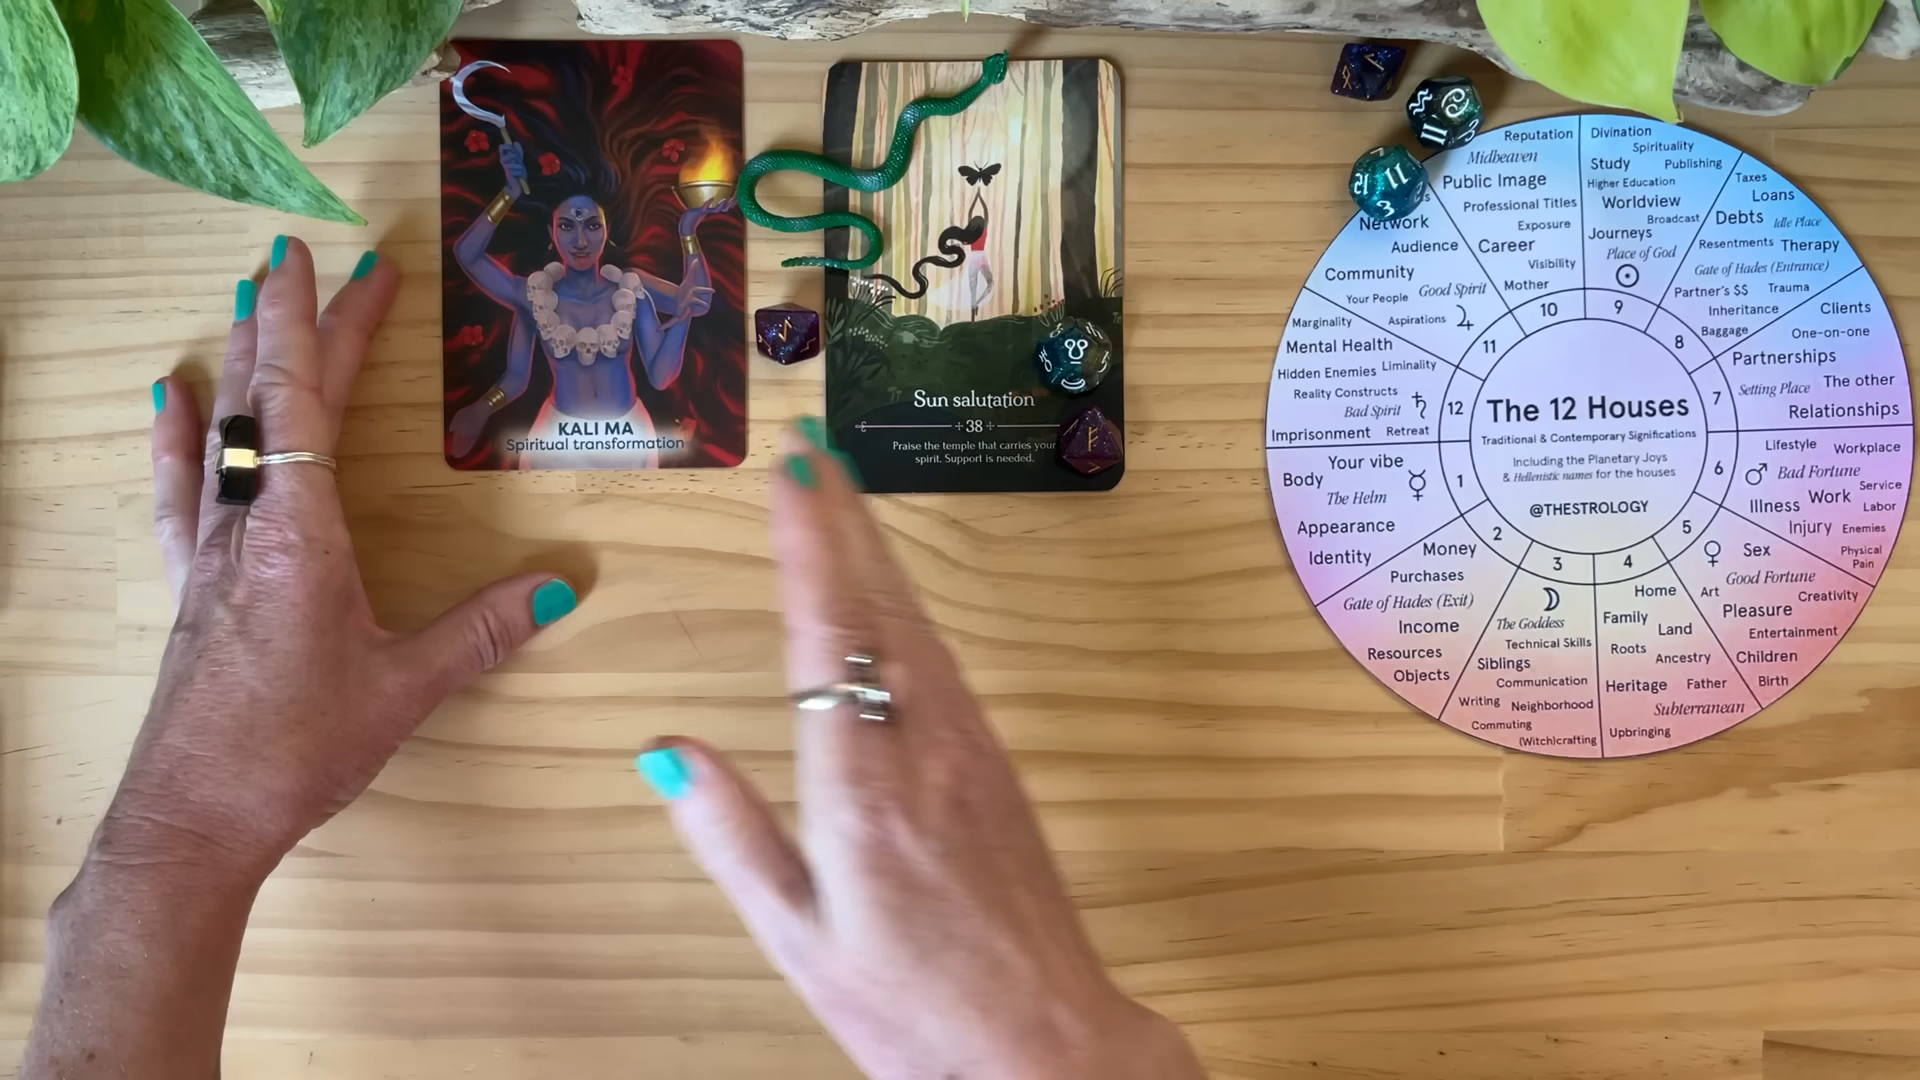 KALI MA
Spiritual transformation
Sun salutation
38
Praise the temple that carries your
spirit. Support is needed.
11
3
The 12 Houses
Traditional & Contemporary Significations
Including the Planetary Joys
& Hellenistic names for the houses
@THESTROLOGY
1
Your vibe
Body
The Helm
Appearance
Identity
2
Money
Purchases
Gate of Hades (Exit)
Income
Resources
Objects
3
The Goddess
Technical Skills
Siblings
Communication
Writing
Neighborhood
Commuting
(Witch)crafting
4
Home
Family
Land
Roots
Ancestry
Heritage
Father
Subterranean
Upbringing
5
Sex
Good Fortune
Art
Creativity
Pleasure
Entertainment
Children
Birth
6
Lifestyle
Workplace
Bad Fortune
Service
Illness
Work
Labor
Injury
Enemies
Physical
Pain
7
Clients
One-on-one
Partnerships
Setting Place
The other
Relationships
8
Taxes
Loans
Debts
Idle Place
Resentments
Therapy
Gate of Hades (Entrance)
Partner's $$
Trauma
Inheritance
Baggage
9
Divination
Spirituality
Study
Publishing
Higher Education
Worldview
Broadcast
Journeys
Place of God
10
Reputation
Midheaven
Public Image
Professional Titles
Exposure
Career
Visibility
Mother
11
Network
Audience
Community
Your People
Good Spirit
Aspirations
12
Marginality
Mental Health
Hidden Enemies
Liminality
Reality Constructs
Bad Spirit
Imprisonment
Retreat